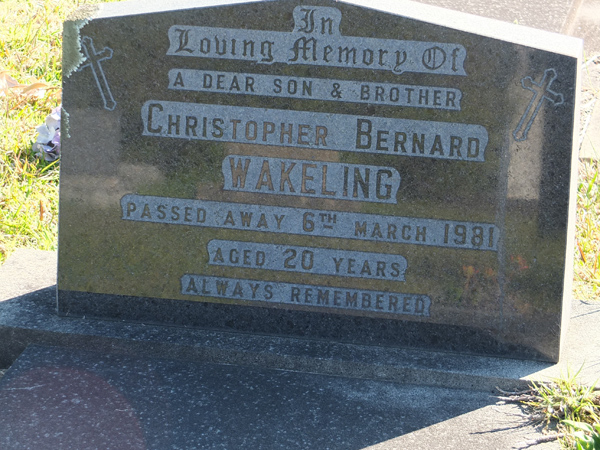 In
Loving Memory Of
A DEAR SON & BROTHER
CHRISTOPHER BERNARD
WAKELING
PASSED AWAY 6TH MARCH 1981
AGED 20 YEARS
ALWAYS REMEMBERED